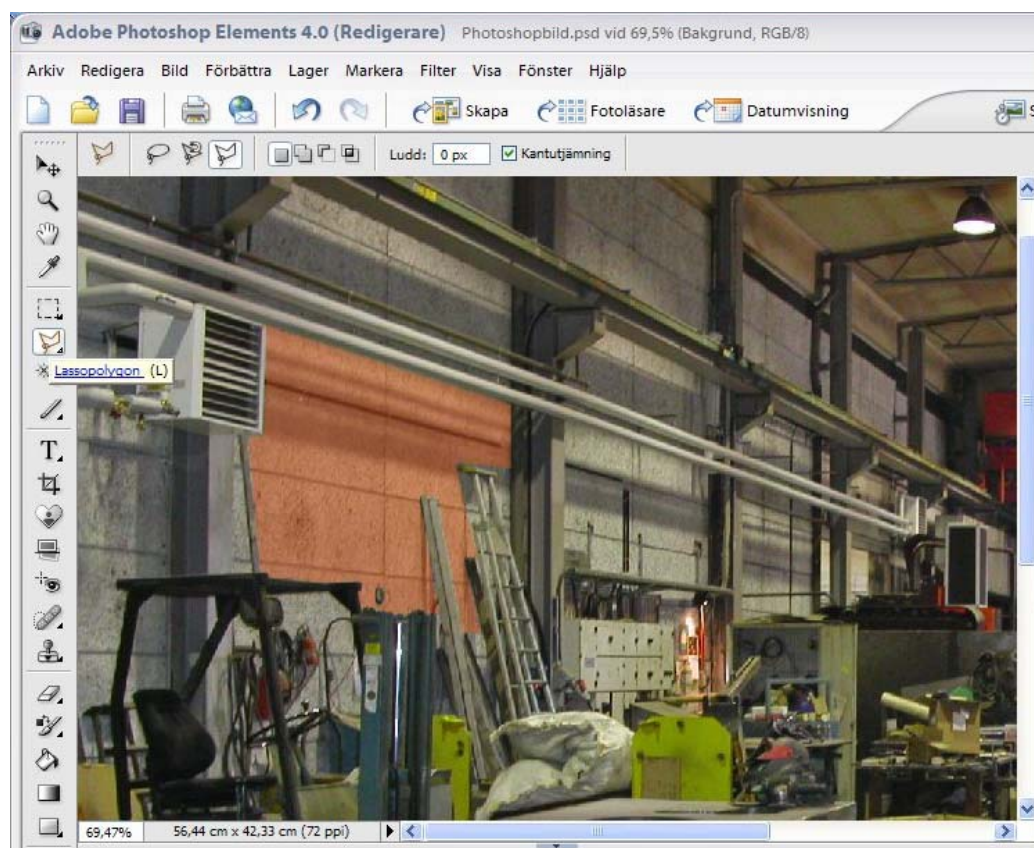 Adobe Photoshop Elements 4.0 (Redigerare) Photoshopbild.psd vid 69,5% (Bakgrund, RGB/8)
Arkiv Redigera Bild Förbättra Lager Markera Filter Visa Fönster Hjälp
Skapa Fotoläsare Datumvisning S
Ludd: 0 px Kantutjämning
Lassopolygon (L)
T
69,47% 56,44 cm x 42,33 cm (72 ppi)